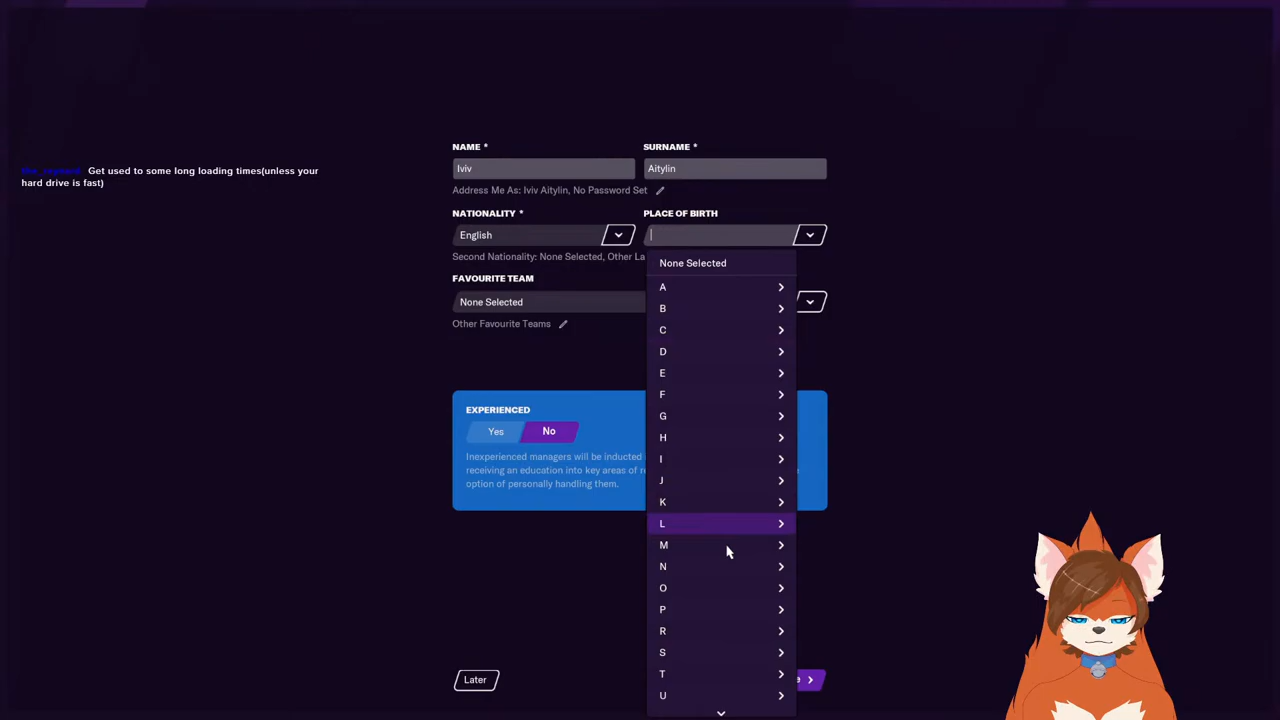 NAME * SURNAME *
Iviv Aitylin
Get used to some long loading times(unless your
hard drive is fast)
Address Me As: Iviv Aitylin, No Password Set
NATIONALITY * PLACE OF BIRTH
English
Second Nationality: None Selected, Other La
None Selected
FAVOURITE TEAM
None Selected
Other Favourite Teams
A
B
C
D
E
F
G
H
I
J
K
L
M
N
O
P
R
S
T
U
EXPERIENCED
Yes No
Inexperienced managers will be inducted
receiving an education into key areas of
option of personally handling them.
Later